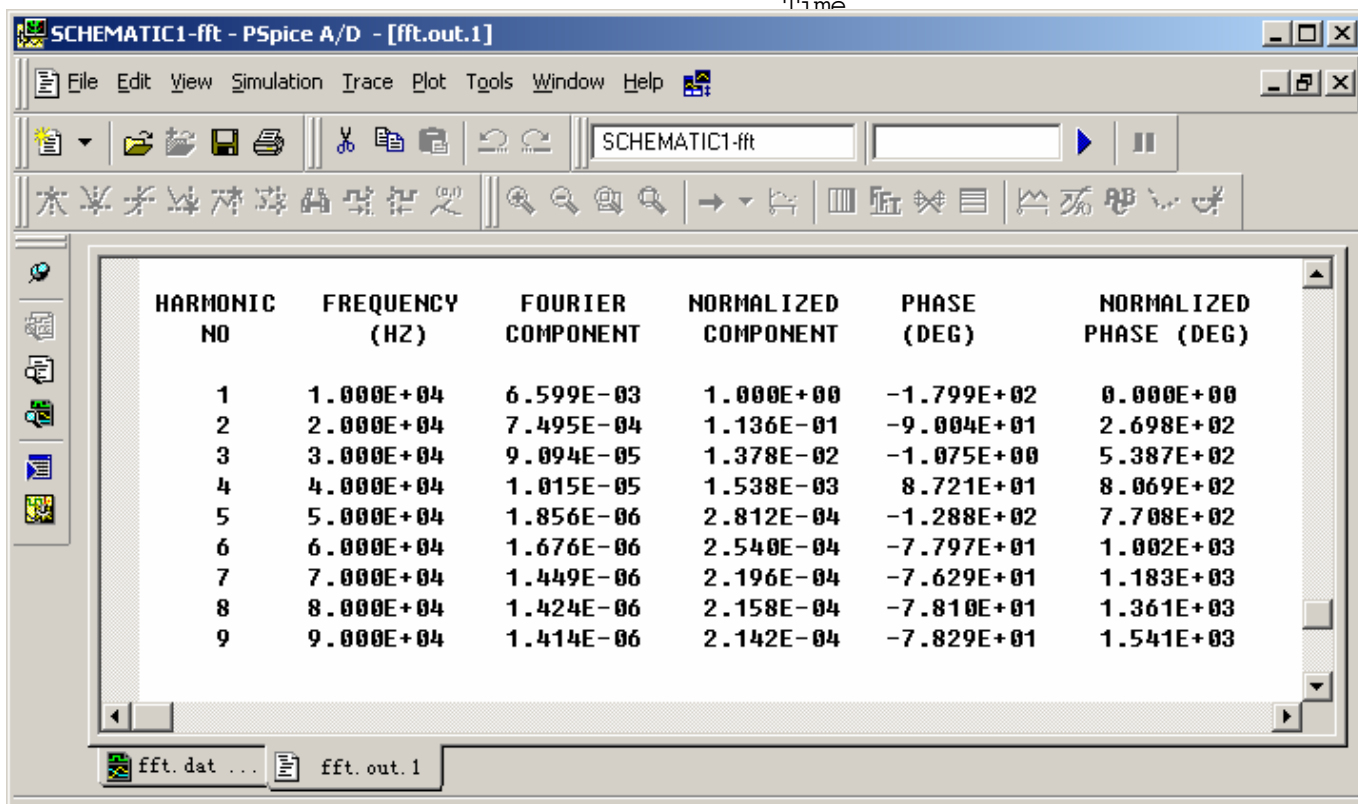 Time
SCHEMATIC1-fft - PSpice A/D - [fft.out.1]
File Edit View Simulation Trace Plot Tools Window Help
SCHEMATIC1-fft
HARMONIC FREQUENCY FOURIER NORMALIZED PHASE NORMALIZED
NO (HZ) COMPONENT COMPONENT (DEG) PHASE (DEG)
1 1.000E+04 6.599E-03 1.000E+00 -1.799E+02 0.000E+00
2 2.000E+04 7.495E-04 1.136E-01 -9.004E+01 2.698E+02
3 3.000E+04 9.094E-05 1.378E-02 -1.075E+00 5.387E+02
4 4.000E+04 1.015E-05 1.538E-03 8.721E+01 8.069E+02
5 5.000E+04 1.856E-06 2.812E-04 -1.288E+02 7.708E+02
6 6.000E+04 1.676E-06 2.540E-04 -7.797E+01 1.002E+03
7 7.000E+04 1.449E-06 2.196E-04 -7.629E+01 1.183E+03
8 8.000E+04 1.424E-06 2.158E-04 -7.810E+01 1.361E+03
9 9.000E+04 1.414E-06 2.142E-04 -7.829E+01 1.541E+03
fft.dat ... fft.out.1